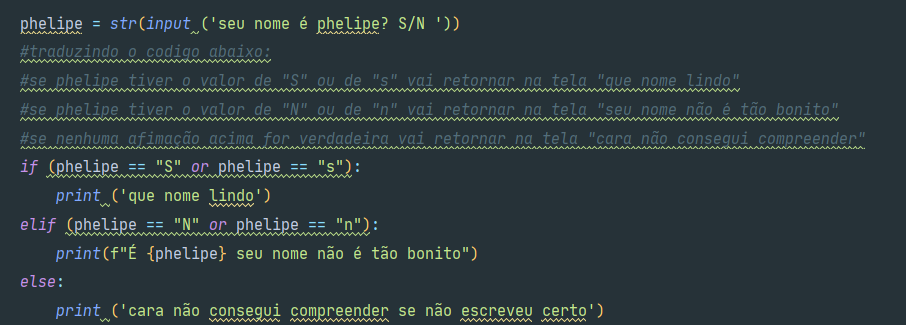 phelipe = str(input ('seu nome é phelipe? S/N '))
#traduzindo o codigo abaixo:
#se phelipe tiver o valor de "S" ou de "s" vai retornar na tela "que nome lindo"
#se phelipe tiver o valor de "N" ou de "n" vai retornar na tela "seu nome não é tão bonito"
#se nenhuma afimação acima for verdadeira vai retornar na tela "cara não consegui compreender"
if (phelipe == "S" or phelipe == "s"):
    print ('que nome lindo')
elif (phelipe == "N" or phelipe == "n"):
    print(f"É {phelipe} seu nome não é tão bonito")
else:
    print ('cara não consegui compreender se não escreveu certo')